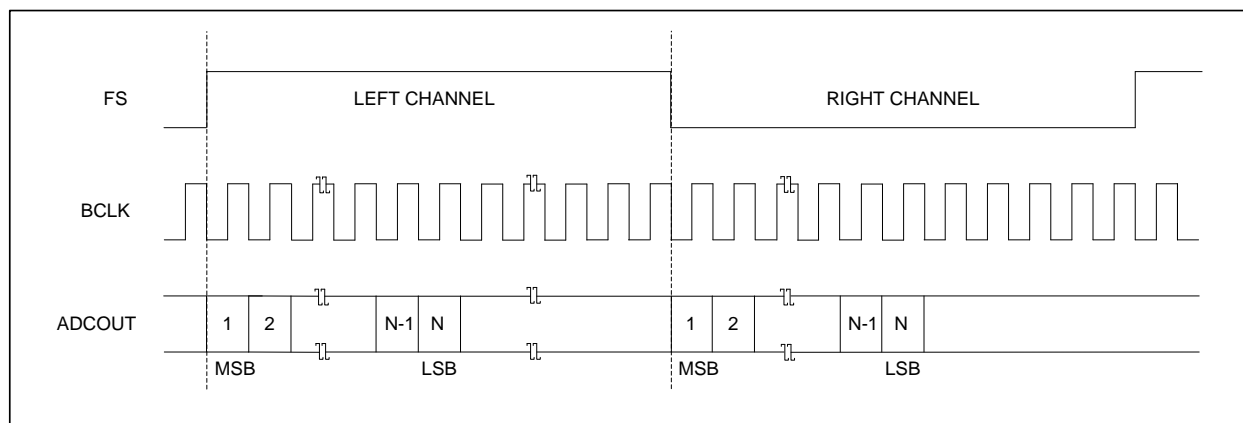 FS
LEFT CHANNEL
RIGHT CHANNEL
BCLK
ADCOUT
1
2
N-1
N
1
2
N-1
N
MSB
LSB
MSB
LSB